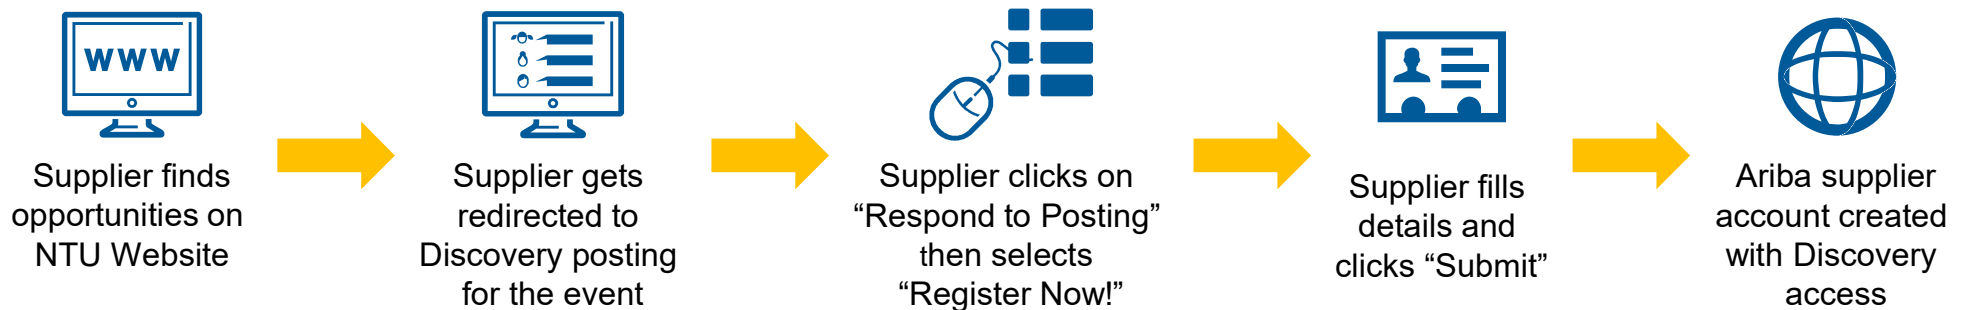 WWW
Supplier finds
opportunities on
NTU Website
Supplier gets
redirected to
Discovery posting
for the event
Supplier clicks on
“Respond to Posting”
then selects
“Register Now!”
Supplier fills
details and
clicks “Submit”
Ariba supplier
account created
with Discovery
access